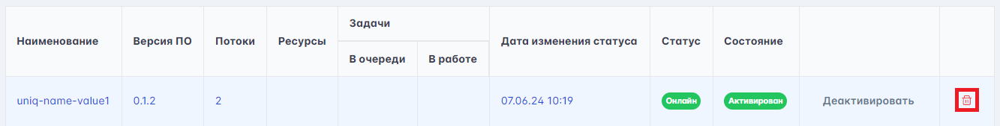 Наименование Версия ПО Потоки Ресурсы Задачи Дата изменения статуса Статус Состояние
В очереди В работе
uniq-name-value1 0.1.2 2 07.06.24 10:19 Онлайн Активирован Деактивировать